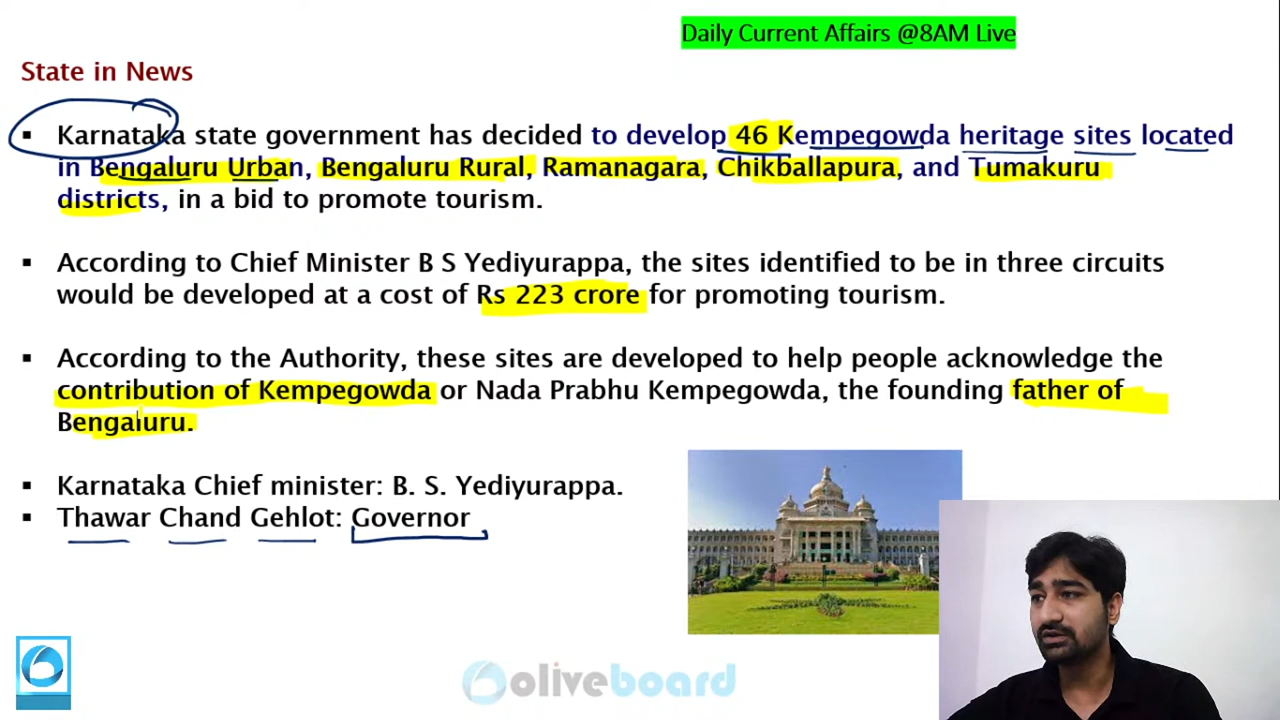 Daily Current Affairs @8AM Live
State in News
▪ Karnataka state government has decided to develop 46 Kempegowda heritage sites located
in Bengaluru Urban, Bengaluru Rural, Ramanagara, Chikballapura, and Tumakuru
districts, in a bid to promote tourism.
▪ According to Chief Minister B S Yediyurappa, the sites identified to be in three circuits
would be developed at a cost of Rs 223 crore for promoting tourism.
▪ According to the Authority, these sites are developed to help people acknowledge the
contribution of Kempegowda or Nada Prabhu Kempegowda, the founding father of
Bengaluru.
▪ Karnataka Chief minister: B. S. Yediyurappa.
▪ Thawar Chand Gehlot: Governor
oliveboard